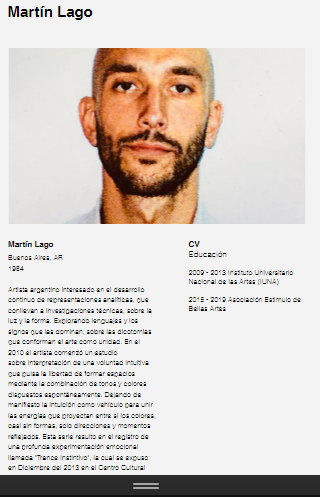 Martín Lago
Martín Lago
Buenos Aires, AR
1984
Artista argentino interesado en el desarrollo
continuo de representaciones analíticas, que
conllevan a investigaciones técnicas, sobre la
luz y la forma. Explorando lenguajes y los
signos que las dominan, sobre las dicotomías
que conforman el arte como unidad. En el
2010 el artista comenzó un estudio
sobre interpretación de una voluntad intuitiva
que pulsa la libertad de formar espacios
mediante la combinación de tonos y colores
dispuestos espontáneamente. Dejando de
manifiesto la intuición como vehículo para unir
las energías que proyectan entre si los colores,
casi sin formas, solo direcciones y momentos
reflejados. Esta serie resulto en el registro de
una profunda experimentación emocional
llamada "Trance Instintivo", la cual se expuso
en Diciembre del 2013 en el Centro Cultural
CV
Educación
2009 - 2013 Instituto Universitario
Nacional de las Artes (IUNA)
2015 - 2019 Asociación Estimulo de
Bellas Artes